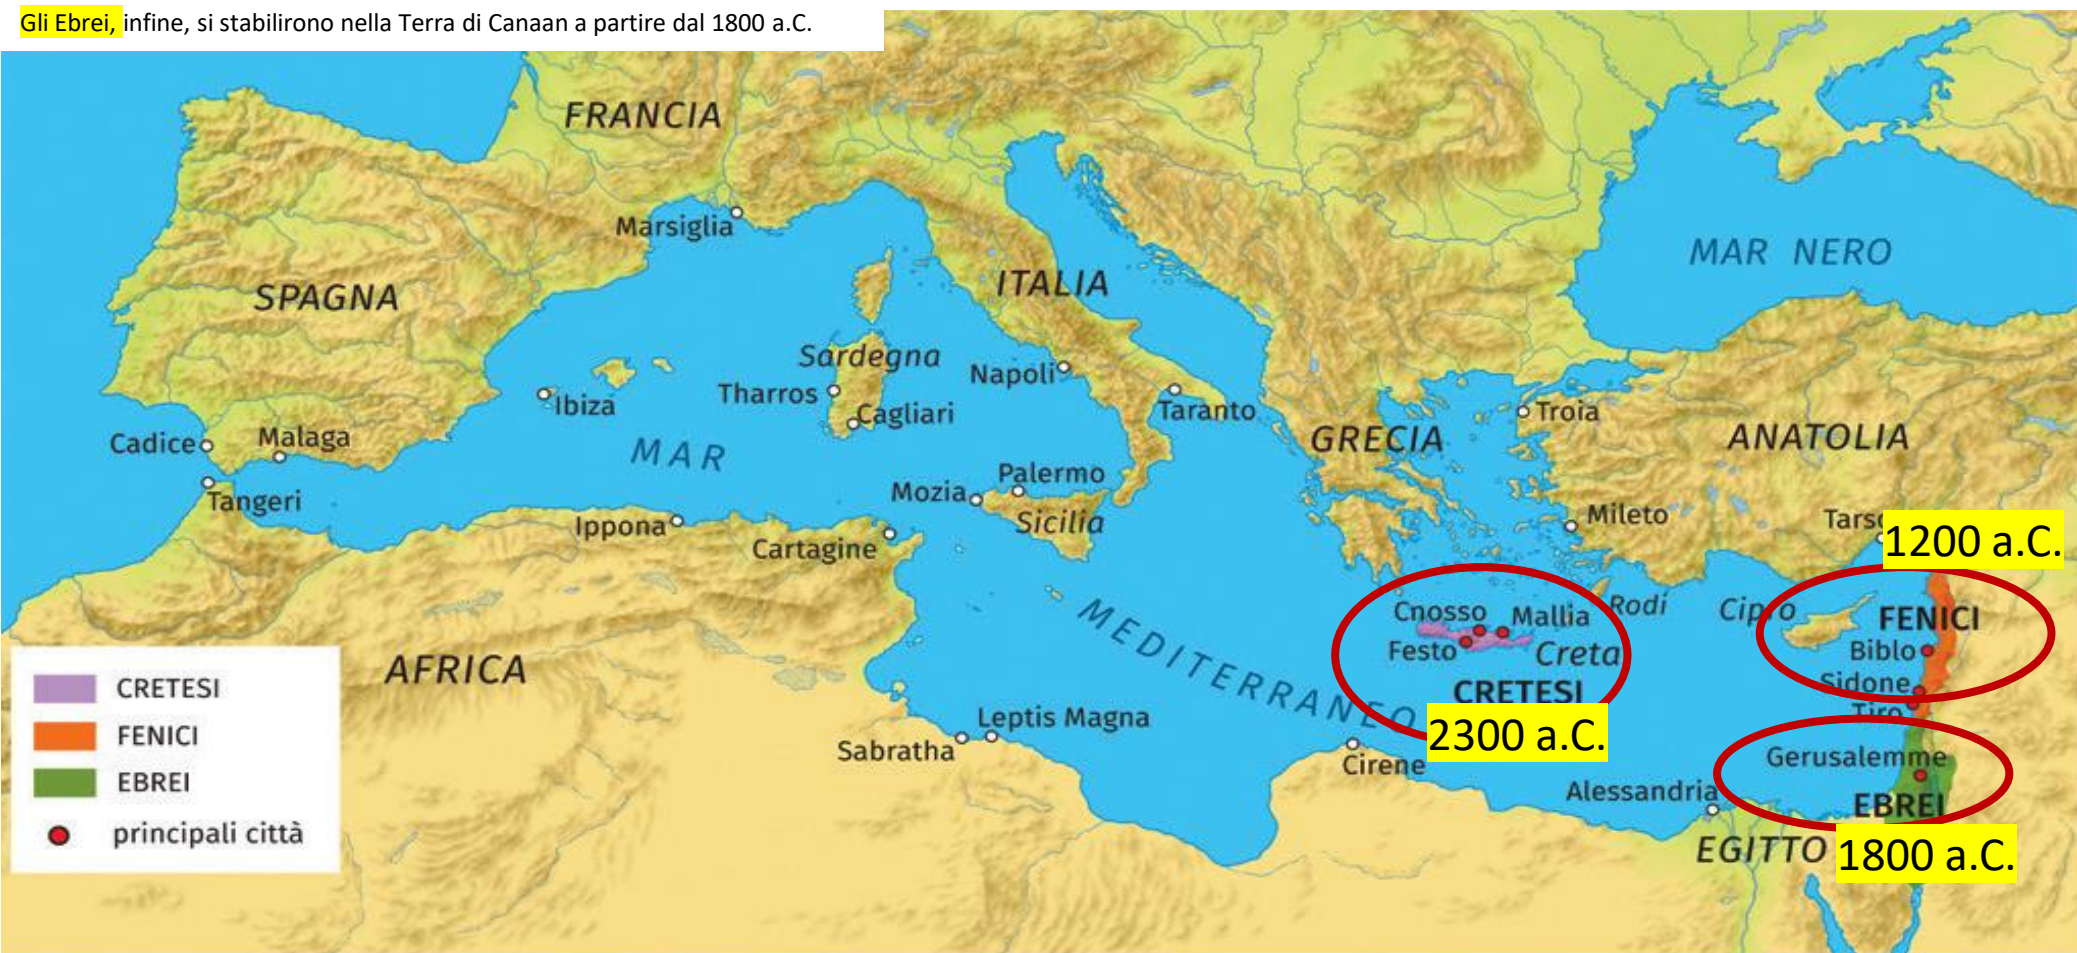 Gli Ebrei, infine, si stabilirono nella Terra di Canaan a partire dal 1800 a.C.
FRANCIA
Marsiglia
SPAGNA
ITALIA
MAR NERO
Sardegna
Tharros
Cagliari
Napoli
Taranto
Ibiza
Cadice
Malaga
Tangeri
MAR
MEDITERRANEO
Mozia
Palermo
Sicilia
Ippona
Cartagine
GRECIA
Troia
ANATOLIA
Mileto
Tarso
1200 a.C.
Cnosso
Mallia
Rodi
Cipro
FENICI
Festo
Creta
Biblo
CRETESI
Sidone
Tiro
2300 a.C.
AFRICA
Leptis Magna
Sabratha
Cirene
Gerusalemme
Alessandria
EBREI
EGITTO
1800 a.C.
CRETESI
FENICI
EBREI
principali città